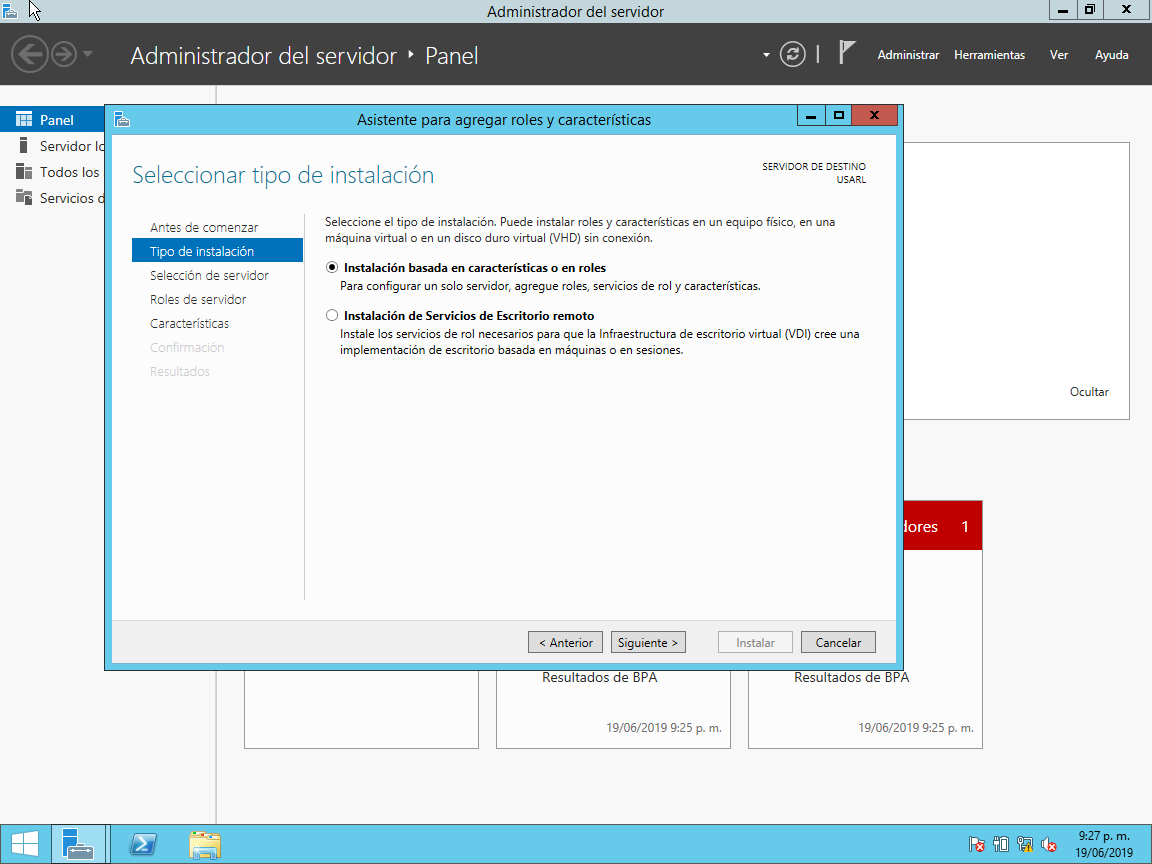 Administrador del servidor
Administrador del servidor ‣ Panel
Administrar
Herramientas
Ver
Ayuda
Panel
Servidor lo
Todos los
Servicios d
Asistente para agregar roles y características
Seleccionar tipo de instalación
SERVIDOR DE DESTINO
USARL
Antes de comenzar
Tipo de instalación
Selección de servidor
Roles de servidor
Características
Confirmación
Resultados
Seleccione el tipo de instalación. Puede instalar roles y características en un equipo físico, en una
máquina virtual o en un disco duro virtual (VHD) sin conexión.
Instalación basada en características o en roles
Para configurar un solo servidor, agregue roles, servicios de rol y características.
Instalación de Servicios de Escritorio remoto
Instale los servicios de rol necesarios para que la Infraestructura de escritorio virtual (VDI) cree una
implementación de escritorio basada en máquinas o en sesiones.
Ocultar
dores 1
< Anterior
Siguiente >
Instalar
Cancelar
Resultados de BPA
19/06/2019 9:25 p. m.
Resultados de BPA
19/06/2019 9:25 p. m.
9:27 p. m.
19/06/2019